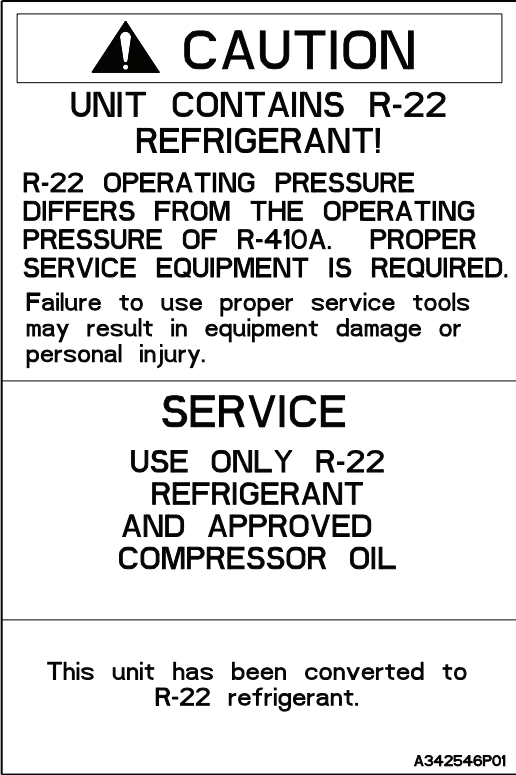 CAUTION
UNIT CONTAINS R-22
REFRIGERANT!
R-22 OPERATING PRESSURE
DIFFERS FROM THE OPERATING
PRESSURE OF R-410A. PROPER
SERVICE EQUIPMENT IS REQUIRED.
Failure to use proper service tools
may result in equipment damage or
personal injury.
SERVICE
USE ONLY R-22
REFRIGERANT
AND APPROVED
COMPRESSOR OIL
This unit has been converted to
R-22 refrigerant.
A342546P01